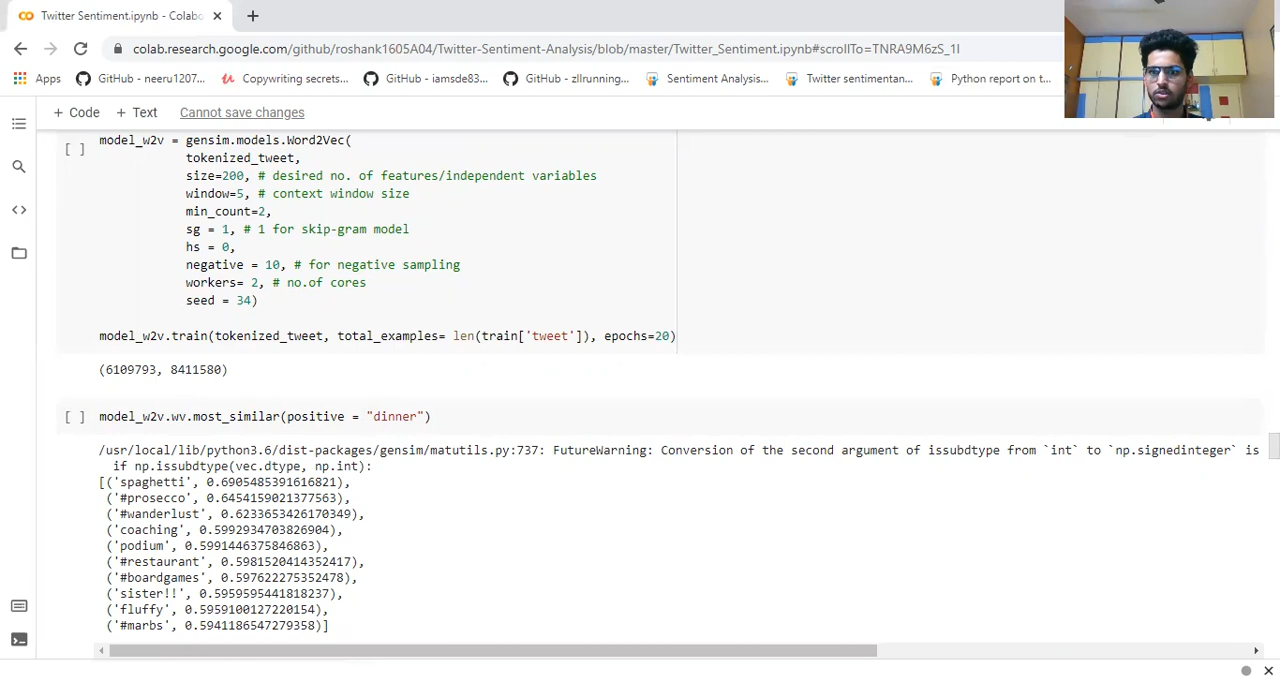 Twitter Sentiment.ipynb - Colabo
colab.research.google.com/github/roshank1605A04/Twitter-Sentiment-Analysis/blob/master/Twitter_Sentiment.ipynb#scrollTo=TNRA9M6zS_1I
Apps GitHub - neeru1207... Copywriting secrets... GitHub - iamsde83... GitHub - zllrunning... Sentiment Analysis... Twitter sentimentan... Python report on t...
+ Code + Text Cannot save changes
[ ] model_w2v = gensim.models.Word2Vec(
tokenized_tweet,
size=200, # desired no. of features/independent variables
window=5, # context window size
min_count=2,
sg = 1, # 1 for skip-gram model
hs = 0,
negative = 10, # for negative sampling
workers= 2, # no.of cores
seed = 34)
model_w2v.train(tokenized_tweet, total_examples= len(train['tweet']), epochs=20)
(6109793, 8411580)
[ ] model_w2v.wv.most_similar(positive = "dinner")
/usr/local/lib/python3.6/dist-packages/gensim/matutils.py:737: FutureWarning: Conversion of the second argument of issubdtype from `int` to `np.signedinteger` is
if np.issubdtype(vec.dtype, np.int):
[('spaghetti', 0.6905485391616821),
('#prosecco', 0.6454159021377563),
('#wanderlust', 0.6233653426170349),
('coaching', 0.5992934703826904),
('podium', 0.5991446375846863),
('#restaurant', 0.5981520414352417),
('#boardgames', 0.597622275352478),
('sister!!', 0.5959595441818237),
('fluffy', 0.5959100127220154),
('#marbs', 0.5941186547279358)]